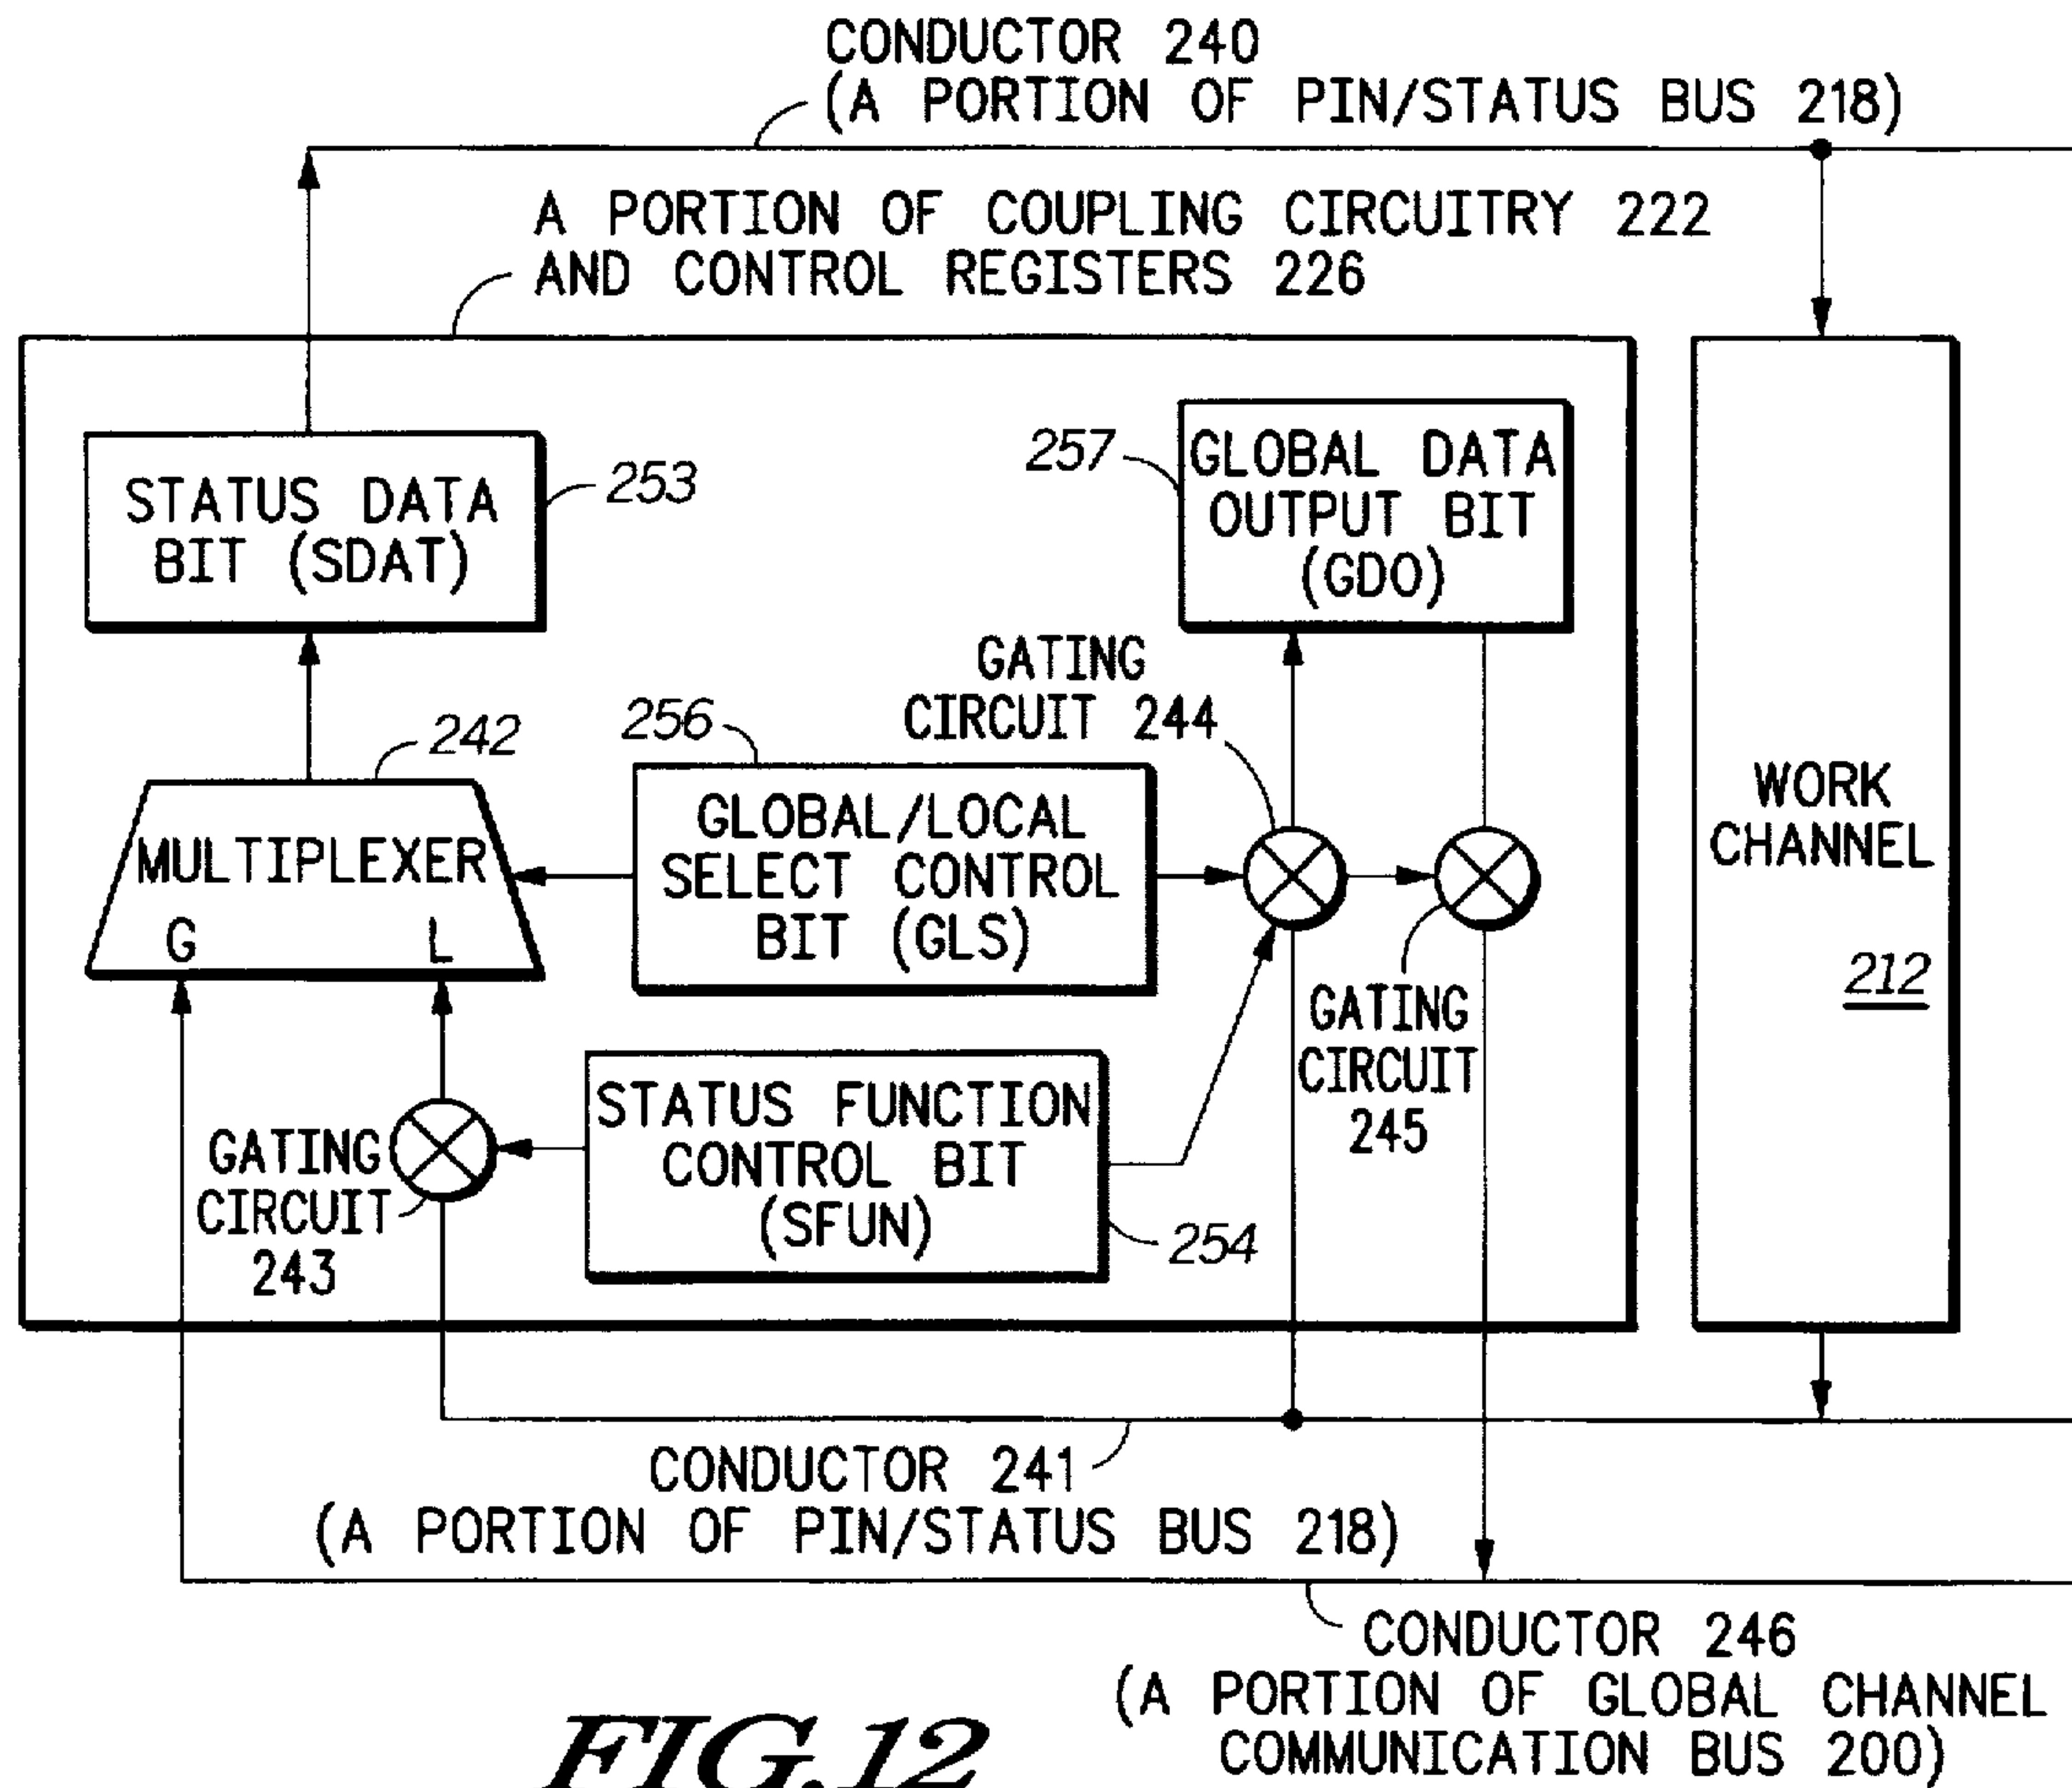 CONDUCTOR 240
(A PORTION OF PIN/STATUS BUS 218)
A PORTION OF COUPLING CIRCUITRY 222
AND CONTROL REGISTERS 226
STATUS DATA
BIT (SDAT)
253
257
GLOBAL DATA
OUTPUT BIT
(GDO)
GATING
CIRCUIT 244
242
256
MULTIPLEXER
G L
GLOBAL/LOCAL
SELECT CONTROL
BIT (GLS)
WORK
CHANNEL
212
GATING
CIRCUIT
245
GATING
CIRCUIT
243
STATUS FUNCTION
CONTROL BIT
(SFUN)
254
CONDUCTOR 241
(A PORTION OF PIN/STATUS BUS 218)
CONDUCTOR 246
(A PORTION OF GLOBAL CHANNEL
COMMUNICATION BUS 200)
FIG.12